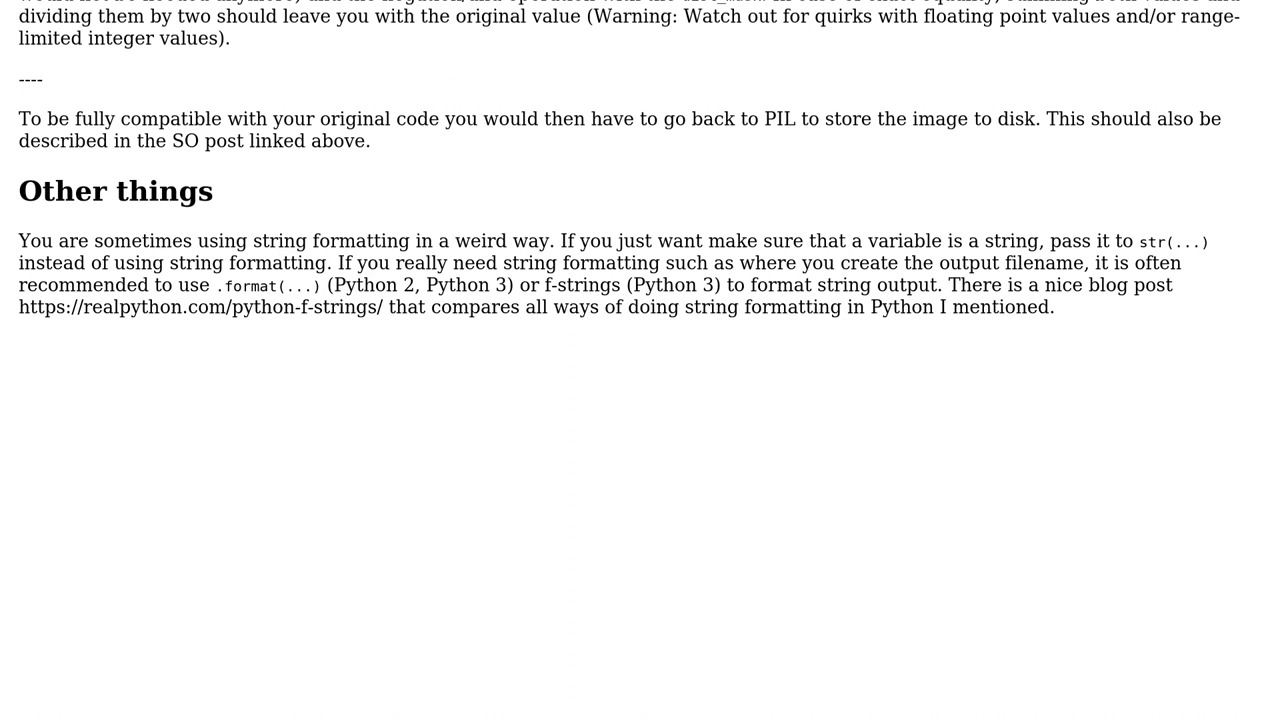 dividing them by two should leave you with the original value (Warning: Watch out for quirks with floating point values and/or range-
limited integer values).
----
To be fully compatible with your original code you would then have to go back to PIL to store the image to disk. This should also be
described in the SO post linked above.
Other things
You are sometimes using string formatting in a weird way. If you just want make sure that a variable is a string, pass it to str(...)
instead of using string formatting. If you really need string formatting such as where you create the output filename, it is often
recommended to use .format(...) (Python 2, Python 3) or f-strings (Python 3) to format string output. There is a nice blog post
https://realpython.com/python-f-strings/ that compares all ways of doing string formatting in Python I mentioned.